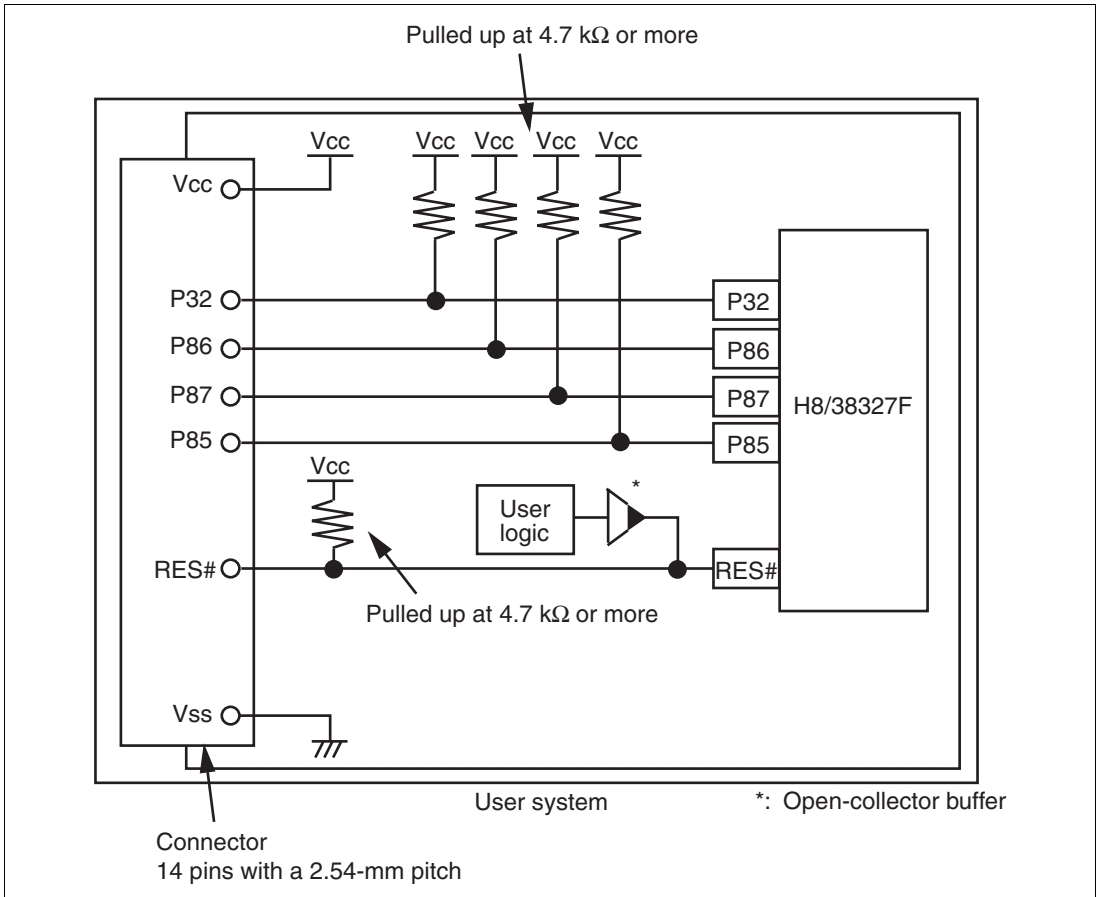 Pulled up at 4.7 kΩ or more
Vcc Vcc Vcc Vcc Vcc
Vcc
P32 P32
P86 P86
P87 P87
H8/38327F
P85 P85
Vcc
*
User
logic
RES# RES#
Pulled up at 4.7 kΩ or more
Vss
User system
*: Open-collector buffer
Connector
14 pins with a 2.54-mm pitch